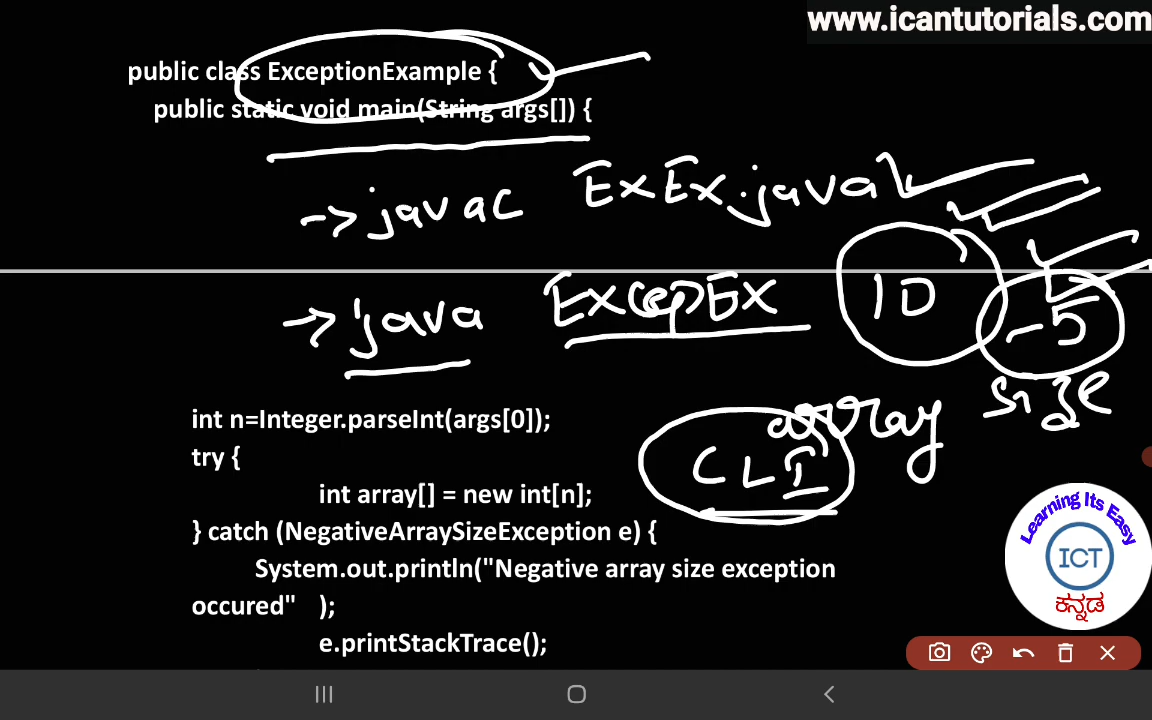 www.icantutorials.com
public class ExceptionExample {
public static void main(String args[]) {
→ javac ExEx.java
→ java ExcepEx 10 -5
array size
CLI
int n=Integer.parseInt(args[0]);
try {
int array[] = new int[n];
} catch (NegativeArraySizeException e) {
System.out.println("Negative array size exception
occured" );
e.printStackTrace();
Learning Its Easy
ICT
ಕನ್ನಡ